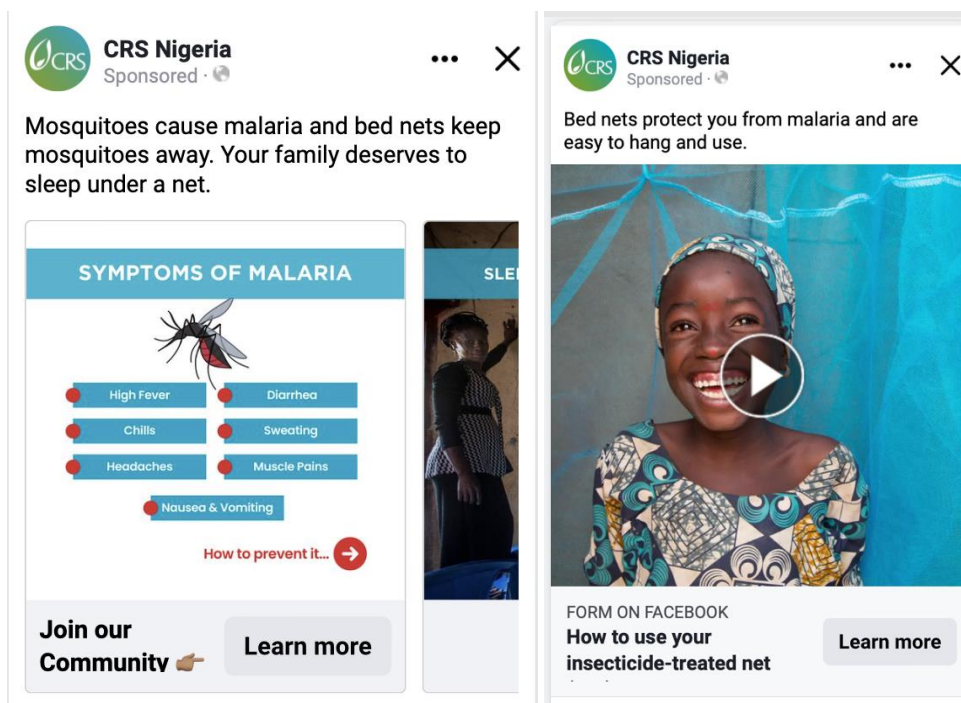 CRS
CRS Nigeria
Sponsored ·
Mosquitoes cause malaria and bed nets keep
mosquitoes away. Your family deserves to
sleep under a net.
SYMPTOMS OF MALARIA
High Fever
Diarrhea
Chills
Sweating
Headaches
Muscle Pains
Nausea & Vomiting
How to prevent it...
SLE
Join our
Community 👉🏽
Learn more
CRS
CRS Nigeria
Sponsored ·
Bed nets protect you from malaria and are
easy to hang and use.
FORM ON FACEBOOK
How to use your
insecticide-treated net
Learn more